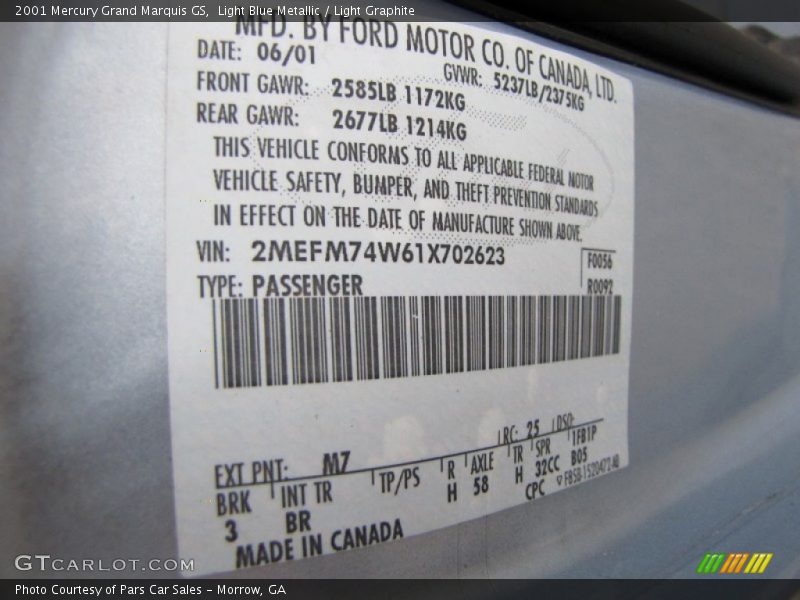 2001 Mercury Grand Marquis GS, Light Blue Metallic / Light Graphite
MFD. BY FORD MOTOR CO. OF CANADA, LTD.
DATE: 06/01
GVWR: 5237LB/2375KG
FRONT GAWR: 2585LB 1172KG
REAR GAWR: 2677LB 1214KG
THIS VEHICLE CONFORMS TO ALL APPLICABLE FEDERAL MOTOR
VEHICLE SAFETY, BUMPER, AND THEFT PREVENTION STANDARDS
IN EFFECT ON THE DATE OF MANUFACTURE SHOWN ABOVE.
VIN: 2MEFM74W61X702623
F0056
TYPE: PASSENGER
R0092
EXT PNT: M7 RC: 25 DSO:
BRK INT TR TP/PS R AXLE TR SPR 1FB1P
3 BR H 58 H 32CC B05
CPC
MADE IN CANADA
GTCARLOT.COM
Photo Courtesy of Pars Car Sales - Morrow, GA